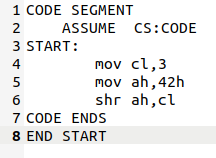 1 CODE SEGMENT
2     ASSUME  CS:CODE
3 START:
4         mov cl,3
5         mov ah,42h
6         shr ah,cl
7 CODE ENDS
8 END START